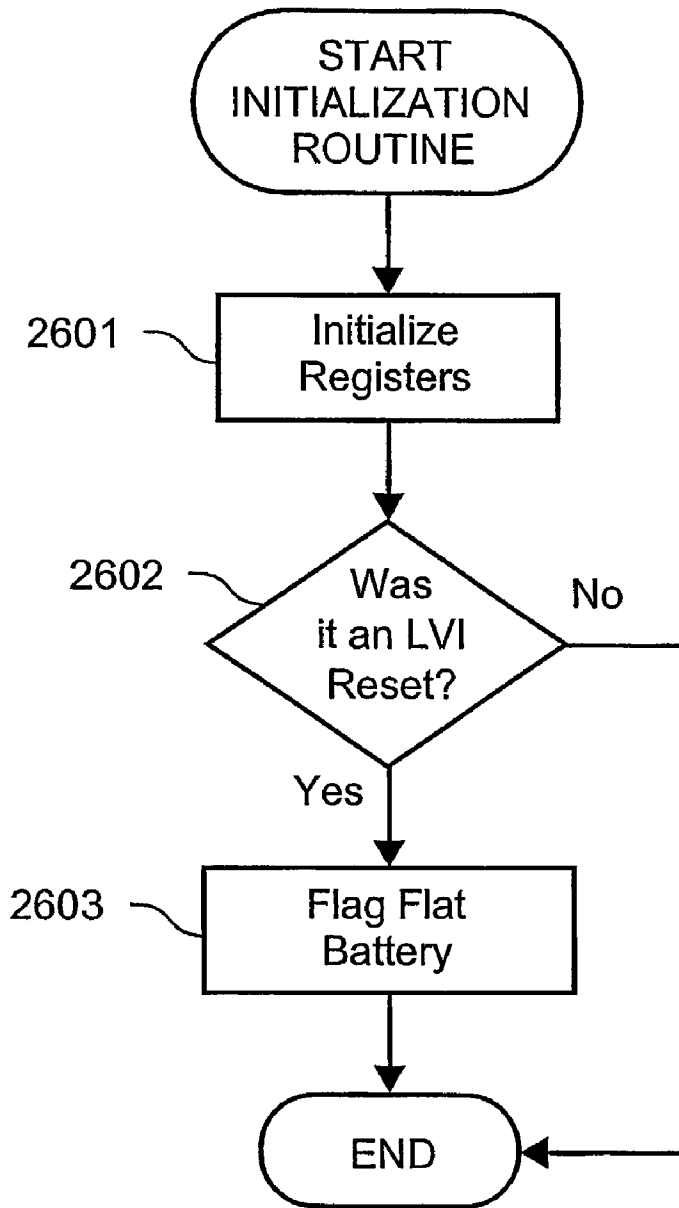 START
INITIALIZATION
ROUTINE
2601
Initialize
Registers
2602
Was
it an LVI
Reset?
No
Yes
2603
Flag Flat
Battery
END